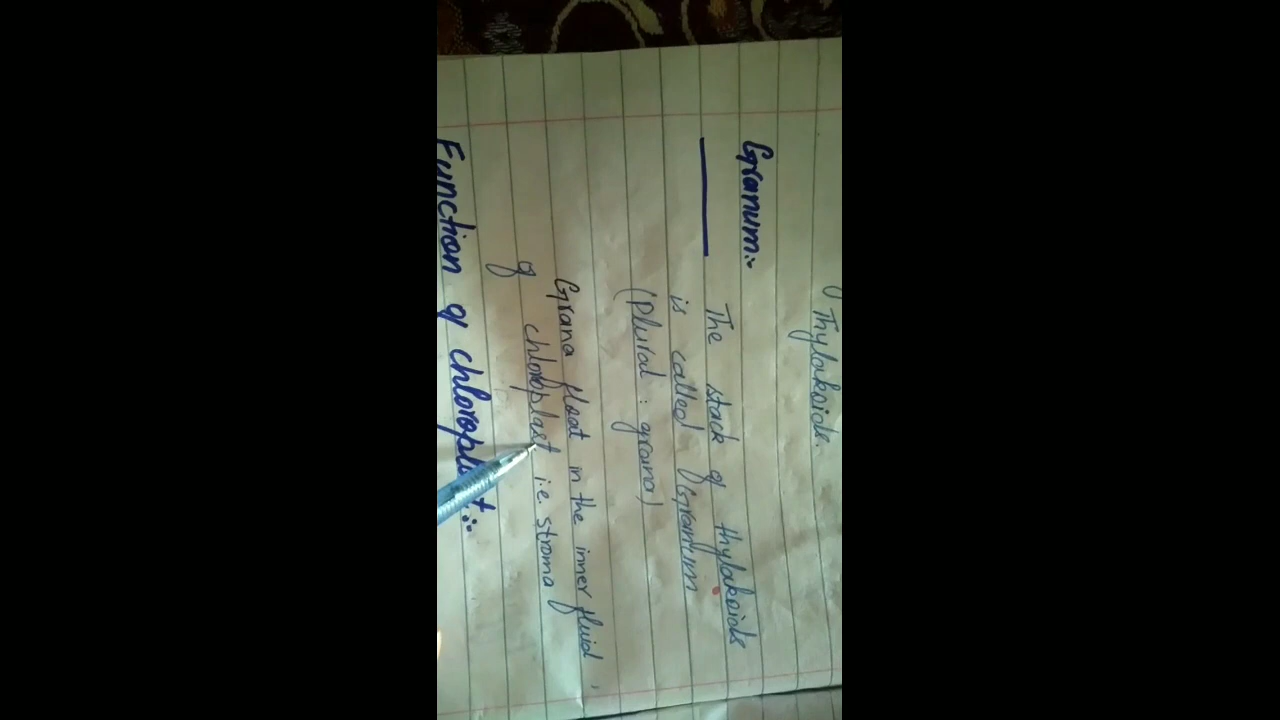 Thylakoids.
Granum:-
The stack of thylakoids
is called Granum
(Plural : grana)
Grana float in the inner fluid
of chloroplast i.e. stroma
Function of chloroplast:-